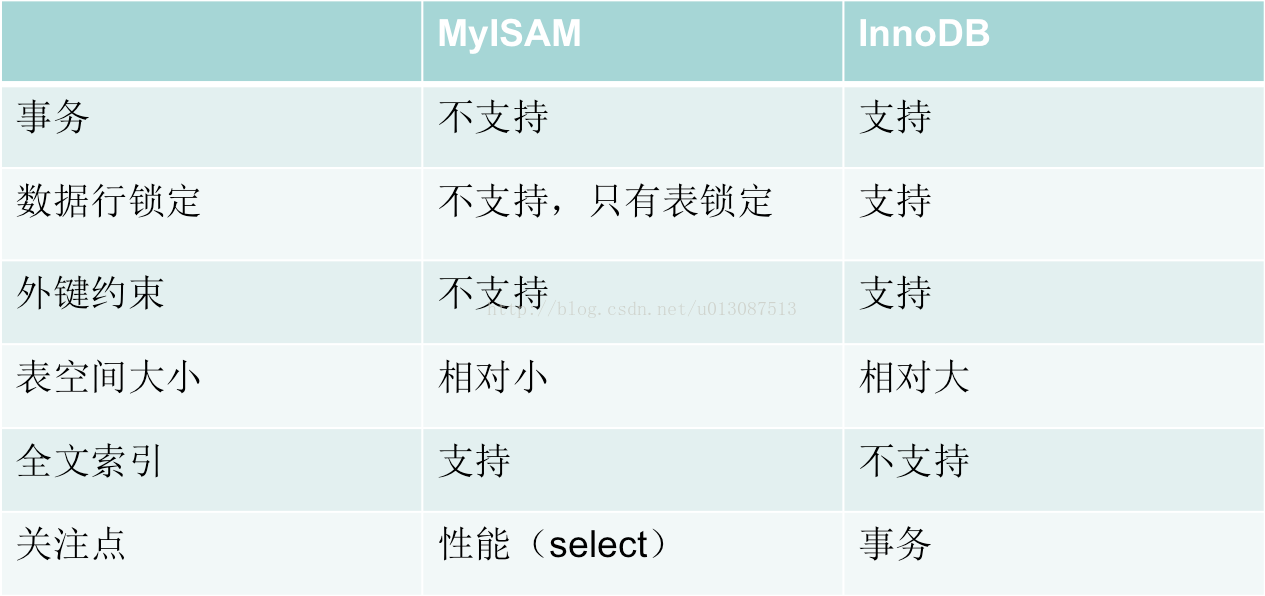 MyISAM InnoDB
事务 不支持 支持
数据行锁定 不支持，只有表锁定 支持
外键约束 不支持 支持
http://blog.csdn.net/u013087513
表空间大小 相对小 相对大
全文索引 支持 不支持
关注点 性能（select） 事务